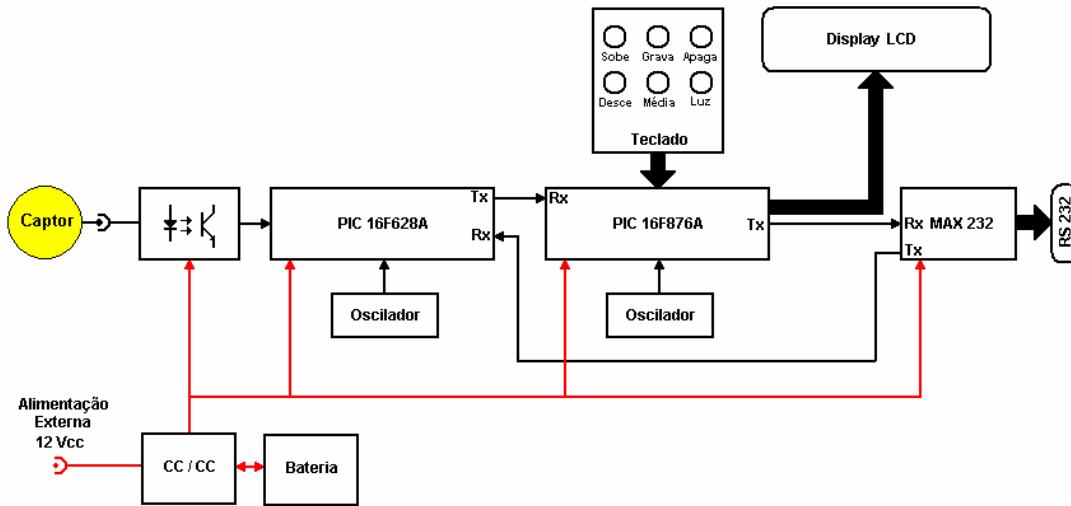 Sobe Grava Apaga
Desce Média Luz
Teclado
Display LCD
Captor
Tx
PIC 16F628A
Rx
Rx
PIC 16F876A
Tx
Rx MAX 232
Tx
RS 232
Oscilador
Oscilador
Alimentação
Externa
12 Vcc
CC / CC
Bateria